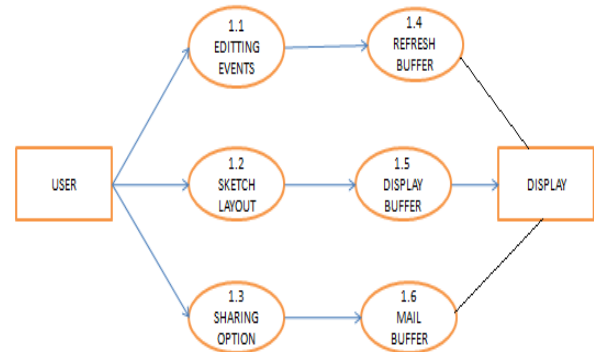 1.1
EDITTING
EVENTS
1.4
REFRESH
BUFFER
USER
1.2
SKETCH
LAYOUT
1.5
DISPLAY
BUFFER
DISPLAY
1.3
SHARING
OPTION
1.6
MAIL
BUFFER